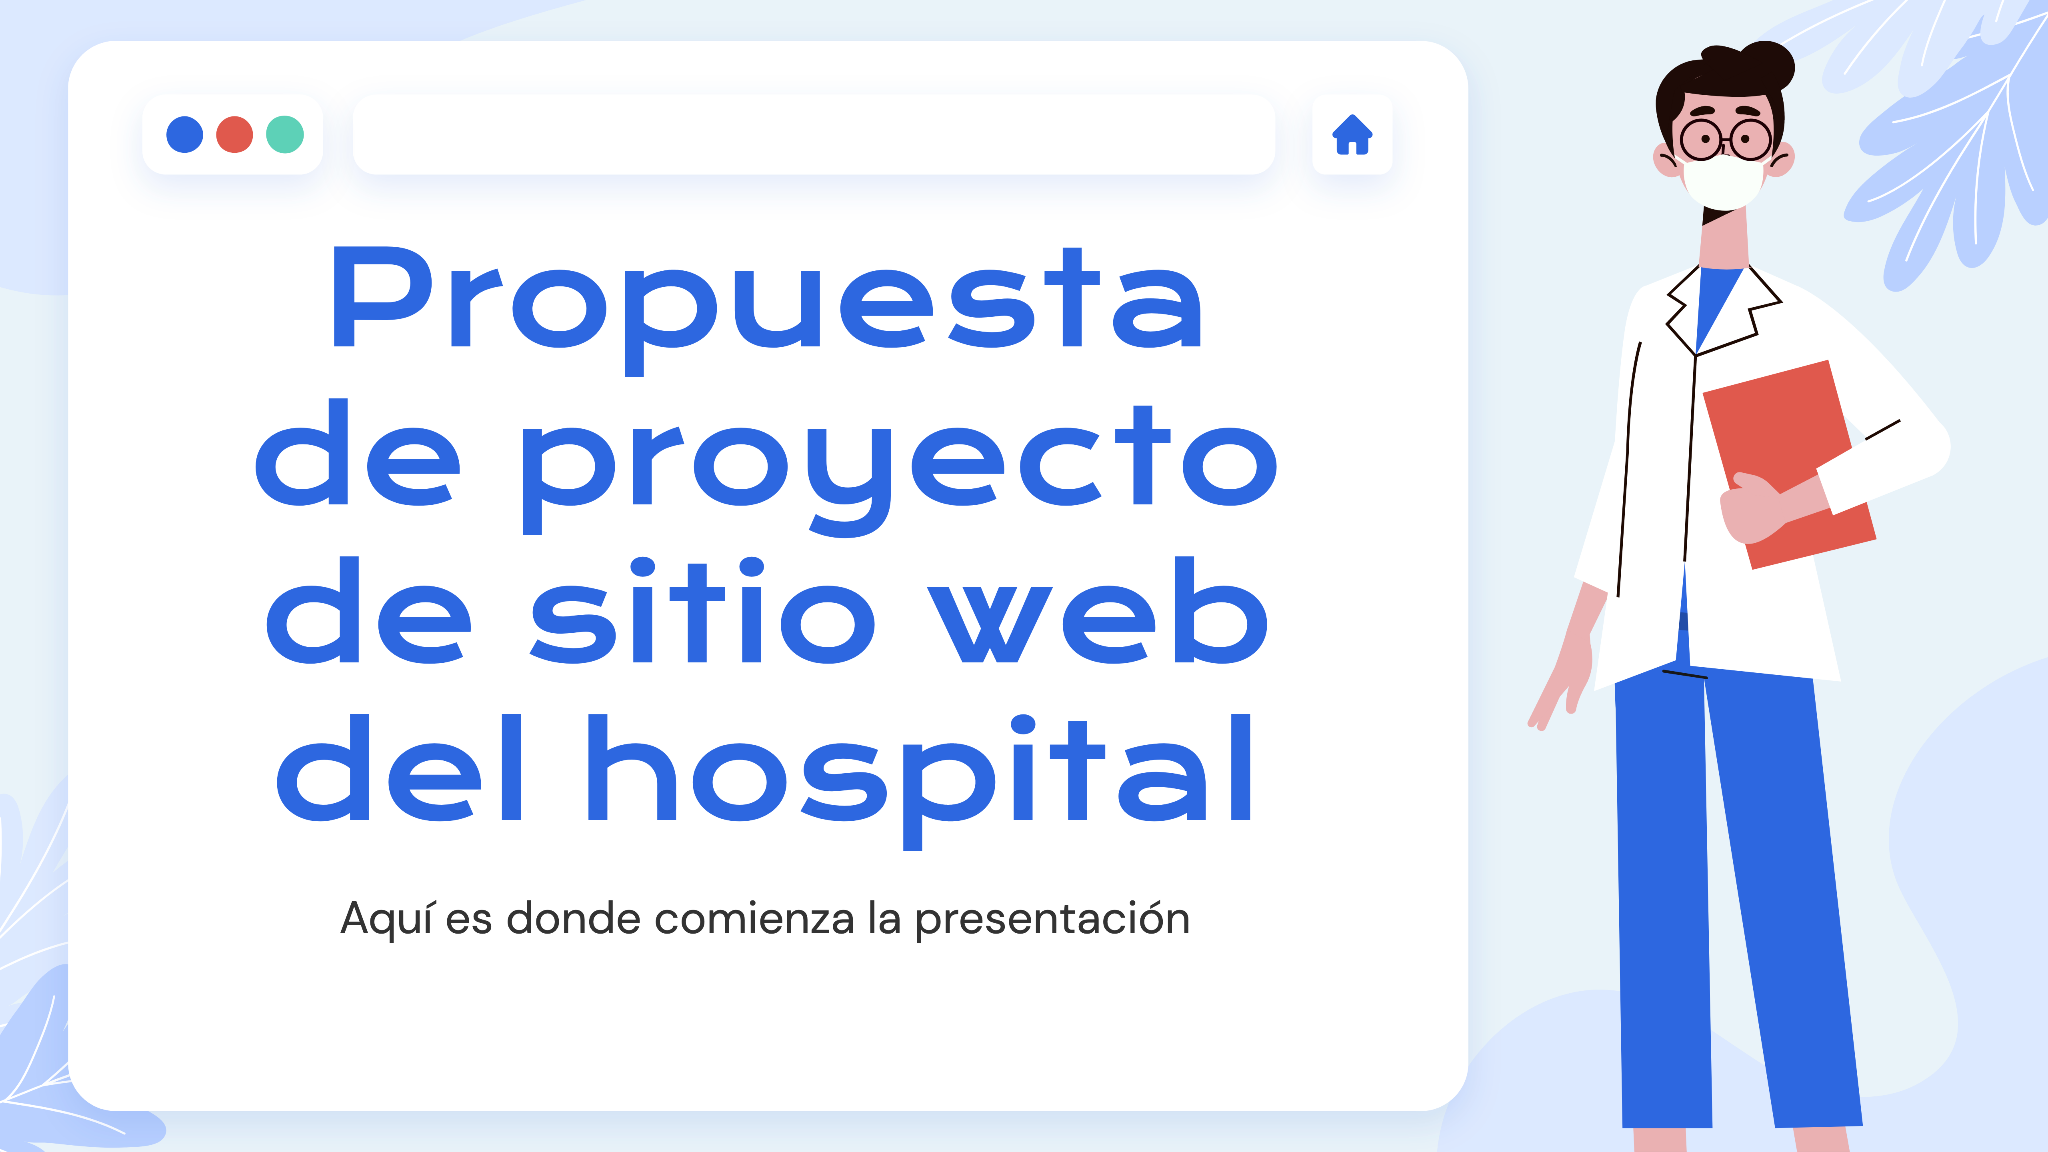 Propuesta
de proyecto
de sitio web
del hospital
Aquí es donde comienza la presentación